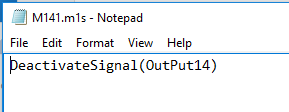 M141.m1s - Notepad
File Edit Format View Help
DeactivateSignal(OutPut14)